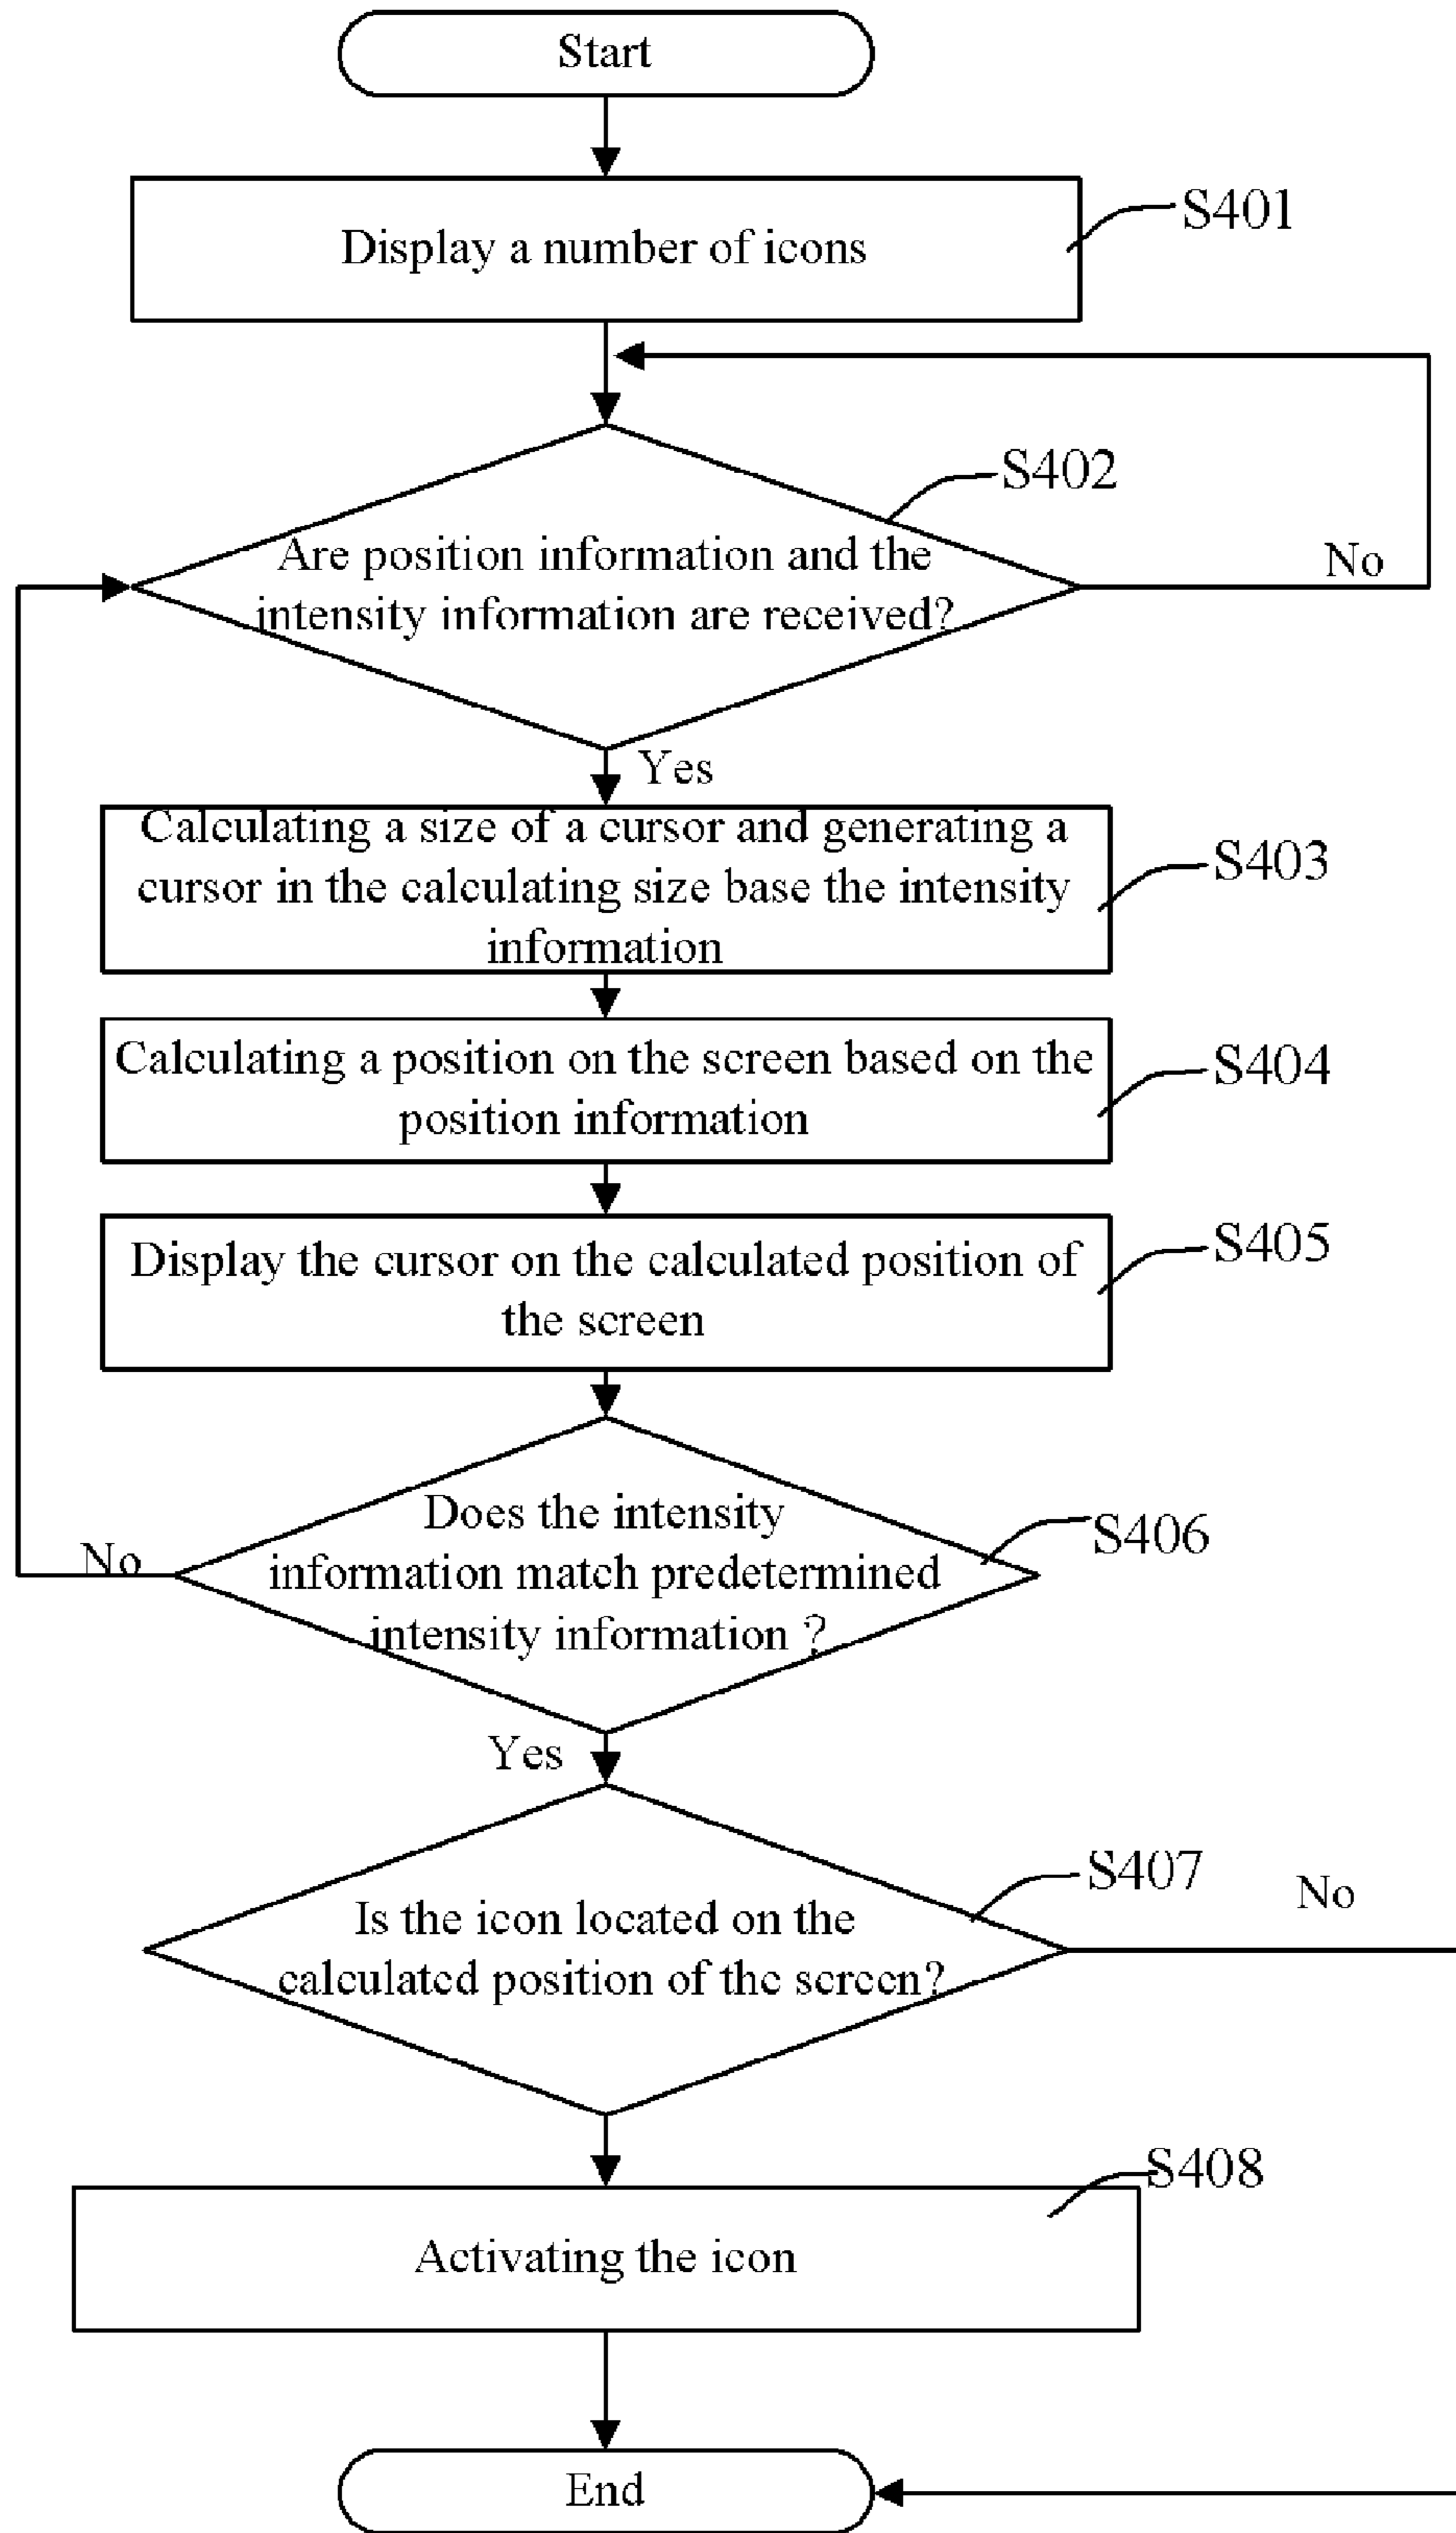 Start
Display a number of icons
S401
Are position information and the
intensity information are received?
S402
No
Yes
Calculating a size of a cursor and generating a
cursor in the calculating size base the intensity
information
S403
Calculating a position on the screen based on the
position information
S404
Display the cursor on the calculated position of
the screen
S405
Does the intensity
information match predetermined
intensity information ?
S406
No
Yes
Is the icon located on the
calculated position of the screen?
S407
No
Activating the icon
S408
End